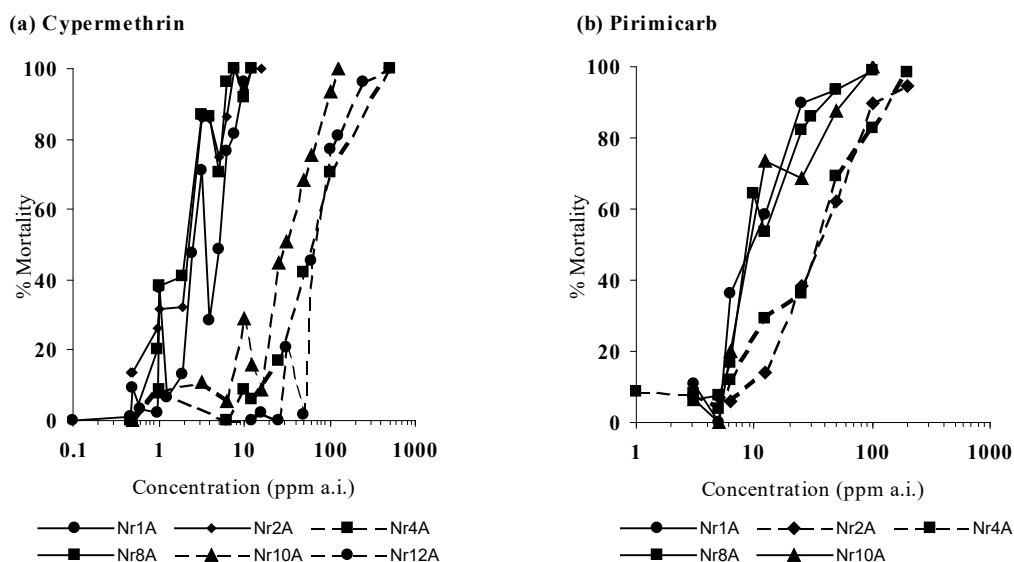 (a) Cypermethrin
100
80
60
40
20
0
% Mortality
0.1 1 10 100 1000
Concentration (ppm a.i.)
Nr1A Nr2A Nr4A
Nr8A Nr10A Nr12A
(b) Pirimicarb
100
80
60
40
20
0
% Mortality
1 10 100 1000
Concentration (ppm a.i.)
Nr1A Nr2A Nr4A
Nr8A Nr10A